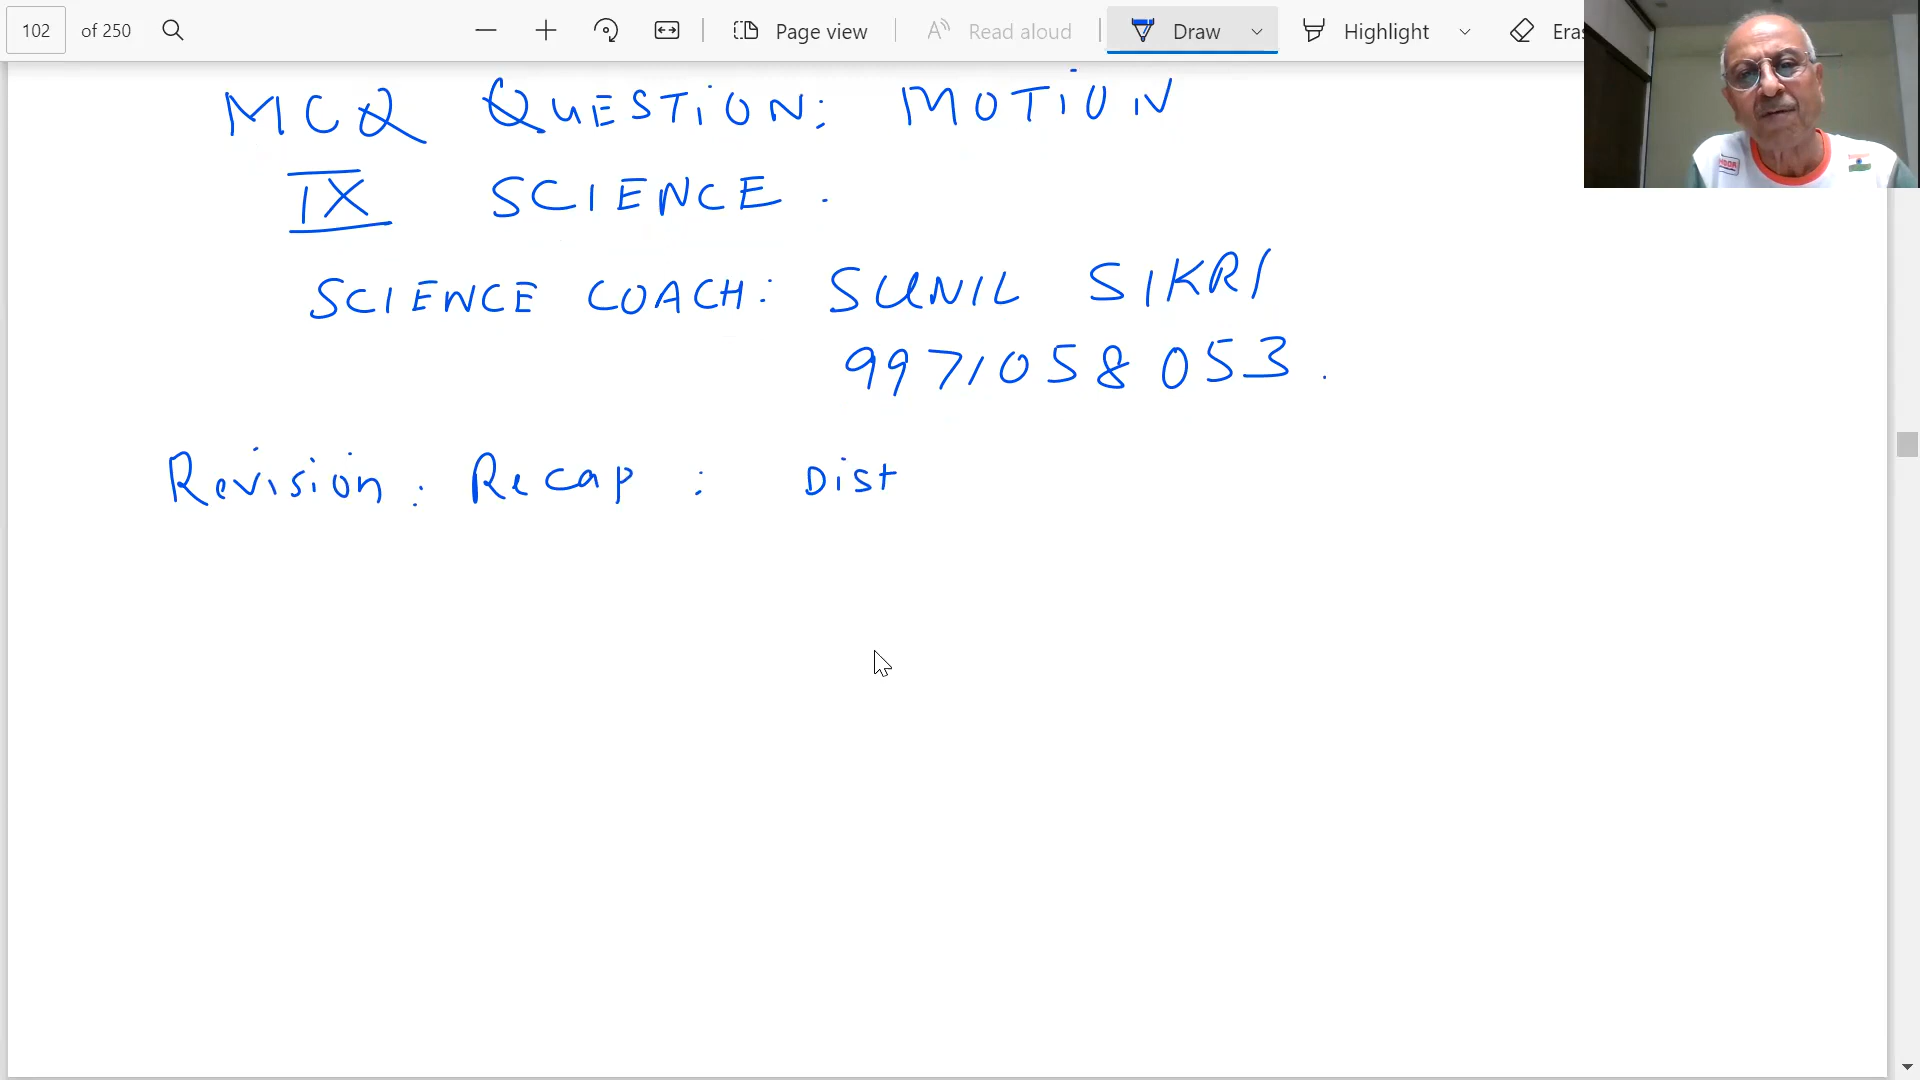 102 of 250 Page view Read aloud Draw Highlight Eras
MCQ QUESTION: MOTION
IX SCIENCE.
SCIENCE COACH: SUNIL SIKRI
9971058053.
Revision: Recap : Dist